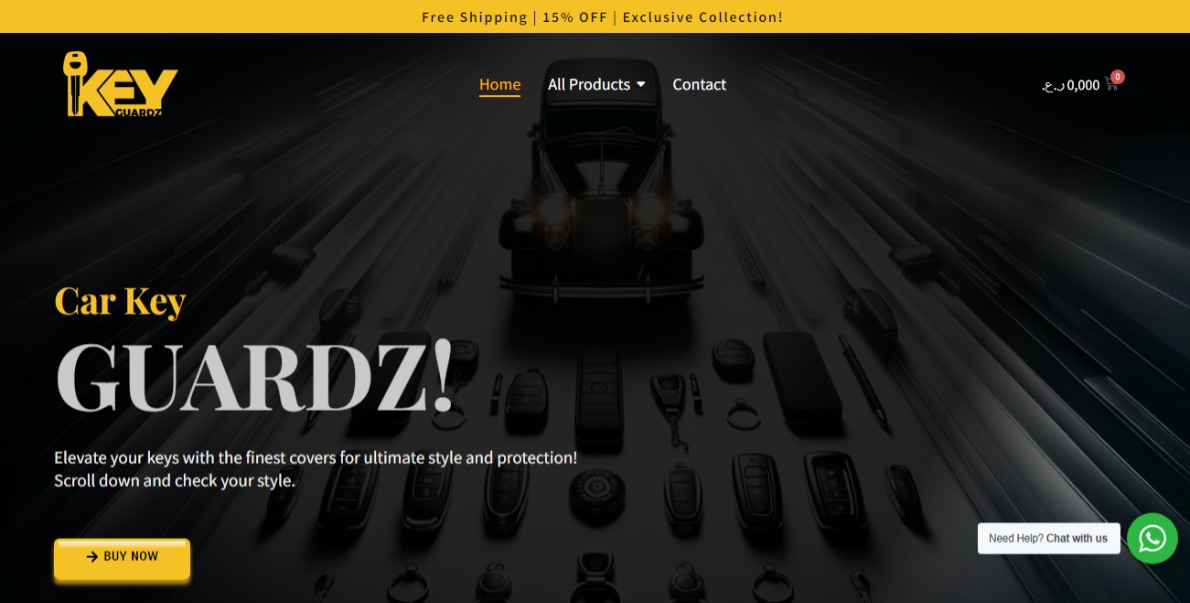 Free Shipping | 15% OFF | Exclusive Collection!
KEY
GUARDZ
Home
All Products
Contact
0,000 ر.ع.
0
Car Key
GUARDZ!
Elevate your keys with the finest covers for ultimate style and protection!
Scroll down and check your style.
→ BUY NOW
Need Help? Chat with us